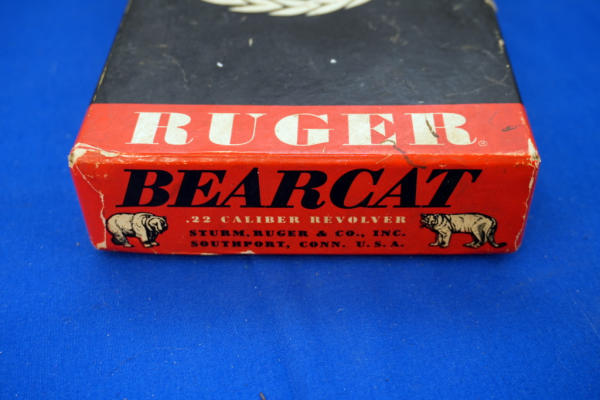 RUGER®
BEARCAT
.22 CALIBER REVOLVER
STURM, RUGER & CO., INC.
SOUTHPORT, CONN. U.S.A.